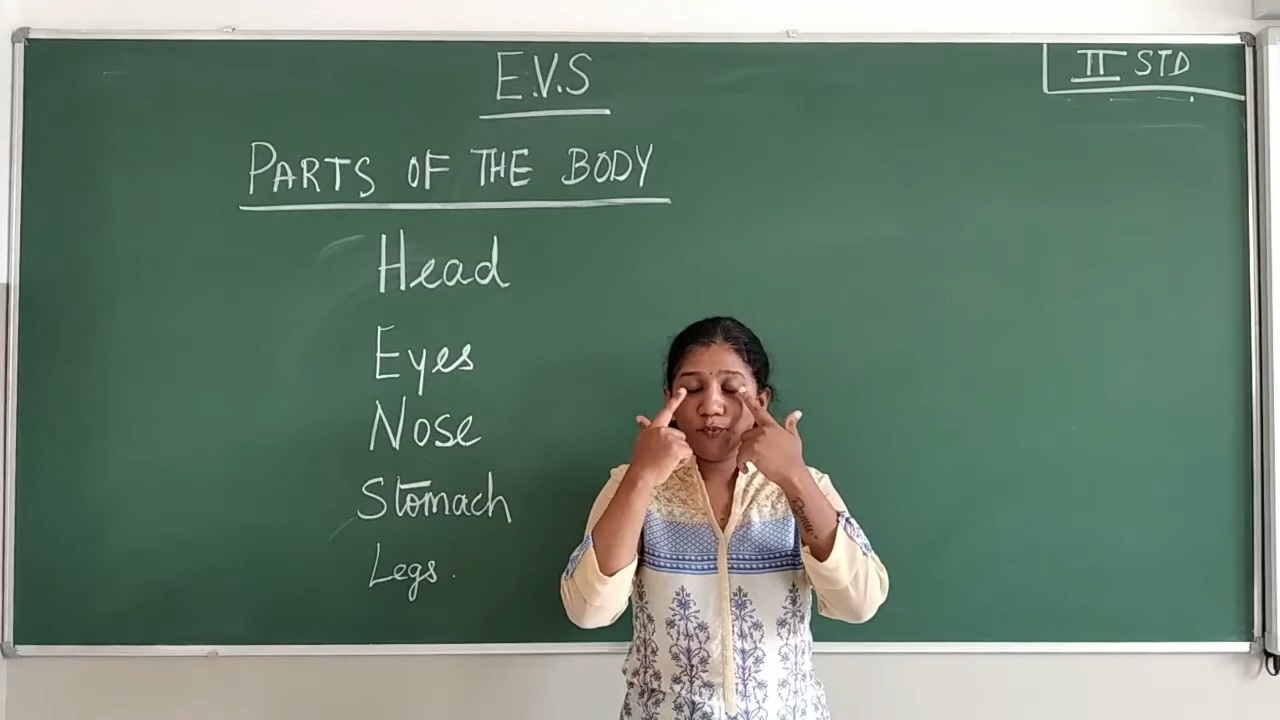 E.V.S
II STD
PARTS OF THE BODY
Head
Eyes
Nose
Stomach
Legs.